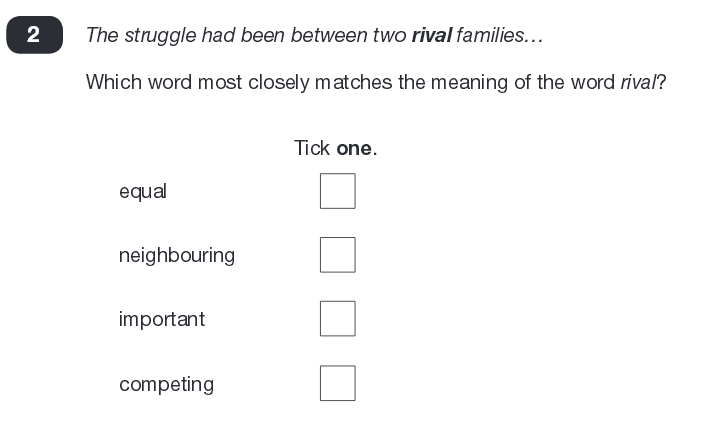 2 The struggle had been between two rival families…
Which word most closely matches the meaning of the word rival?
Tick one.
equal
neighbouring
important
competing